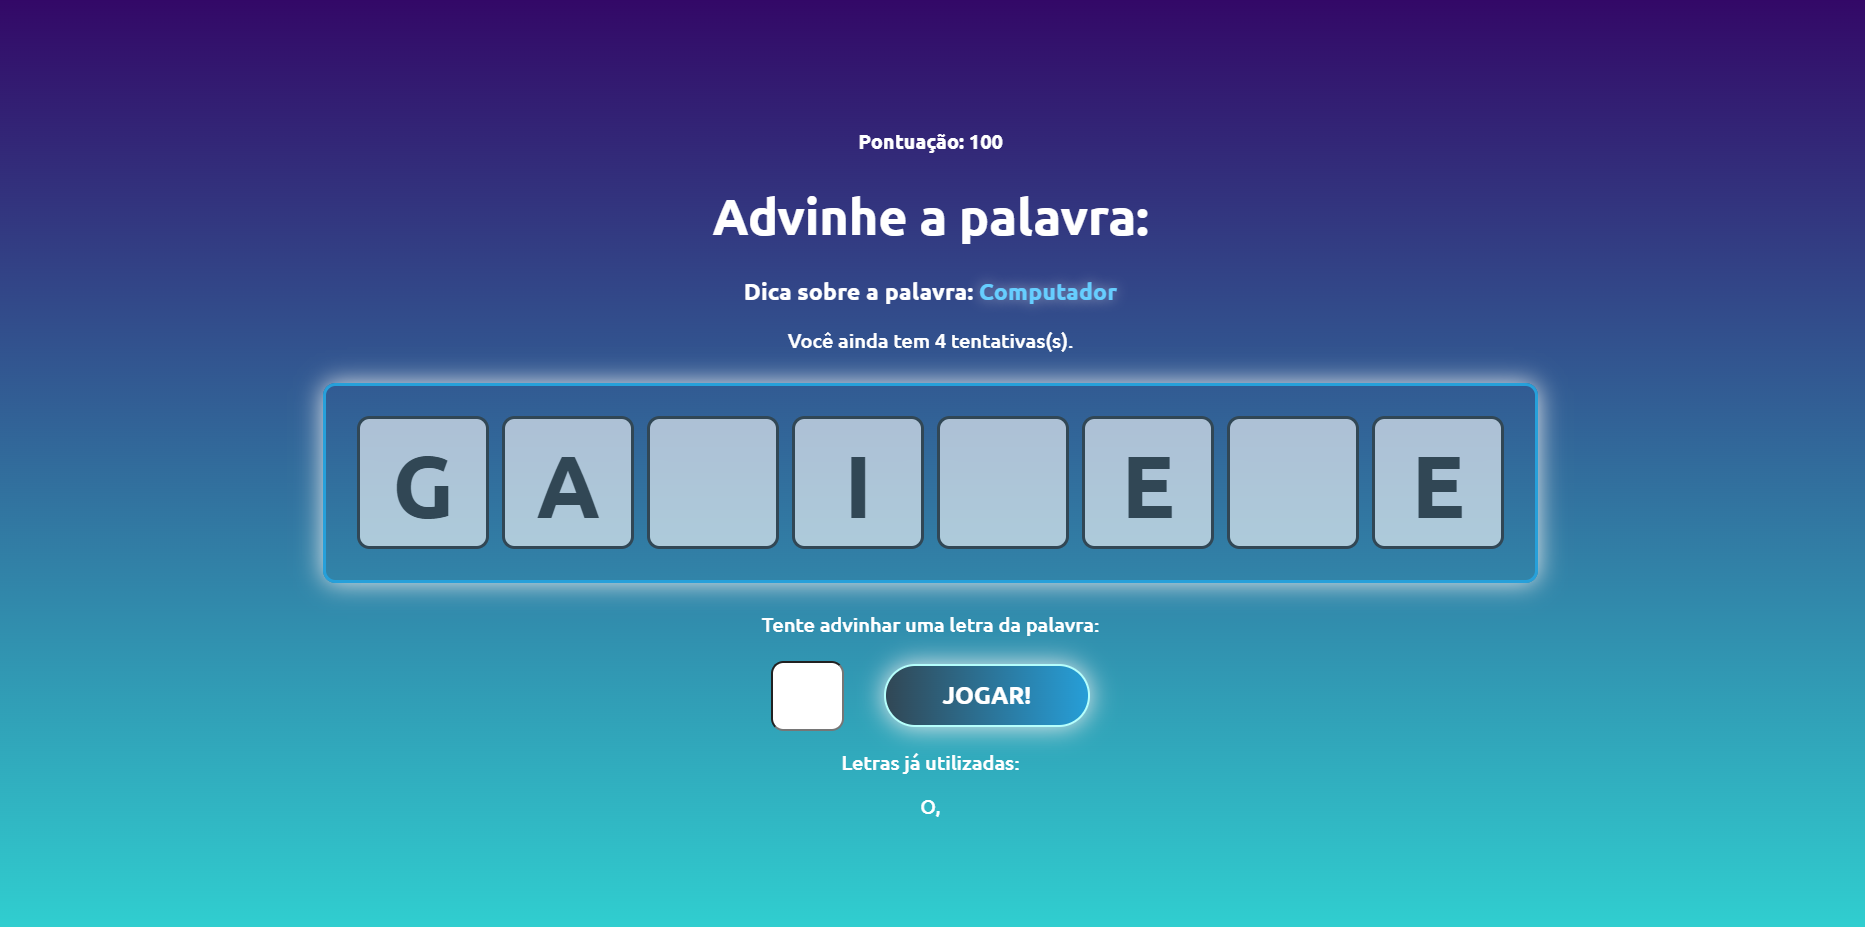 Pontuação: 100
Advinhe a palavra:
Dica sobre a palavra: Computador
Você ainda tem 4 tentativas(s).
G A I E E
Tente advinhar uma letra da palavra:
JOGAR!
Letras já utilizadas:
O,